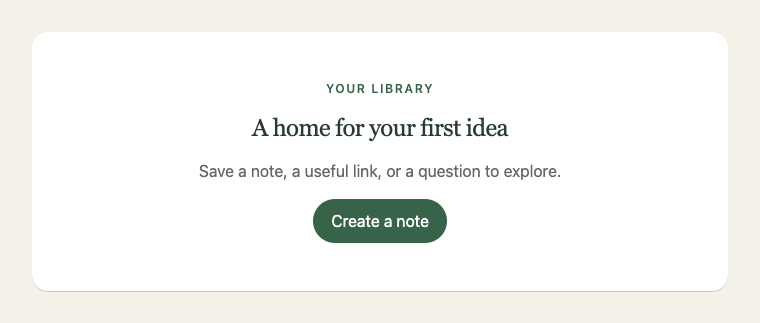 YOUR LIBRARY
A home for your first idea
Save a note, a useful link, or a question to explore.
Create a note